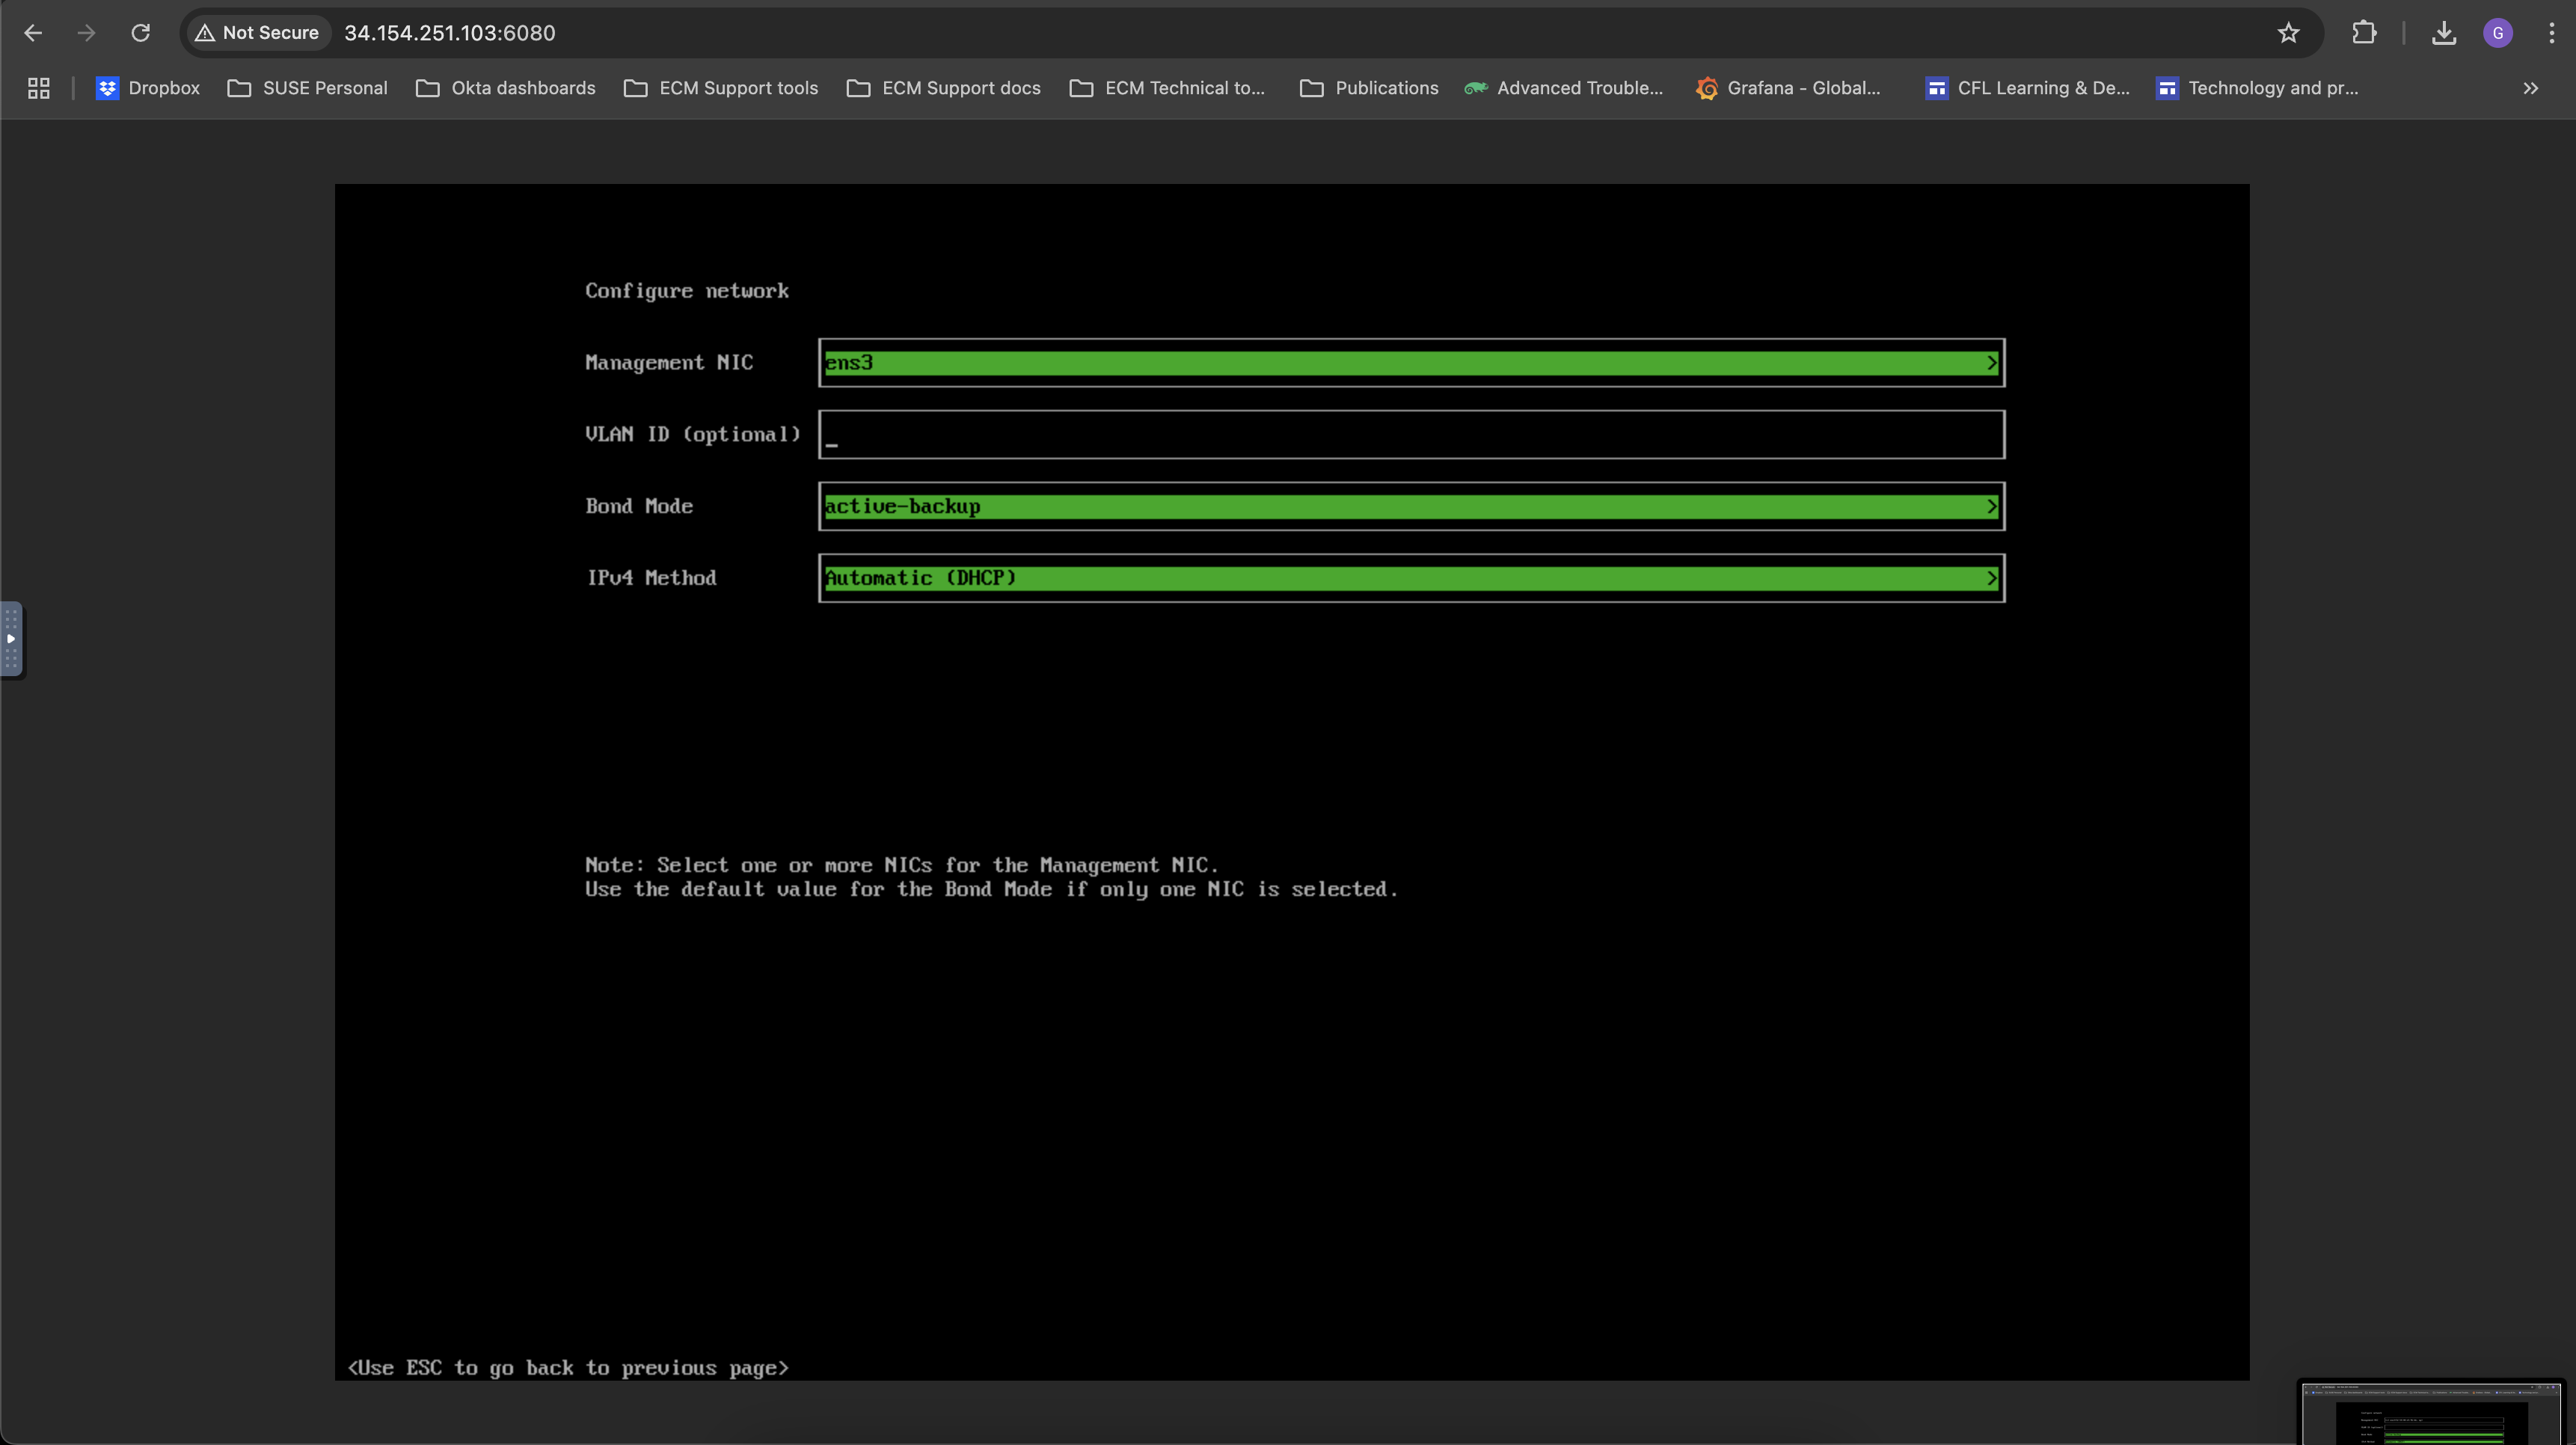 Not Secure 34.154.251.103:6080 G
Dropbox SUSE Personal Okta dashboards ECM Support tools ECM Support docs ECM Technical to... Publications Advanced Trouble... Grafana - Global... CFL Learning & De... Technology and pr...
Configure network
Management NIC ens3 >
VLAN ID (optional) _
Bond Mode active-backup >
IPv4 Method Automatic (DHCP) >
Note: Select one or more NICs for the Management NIC.
Use the default value for the Bond Mode if only one NIC is selected.
<Use ESC to go back to previous page>